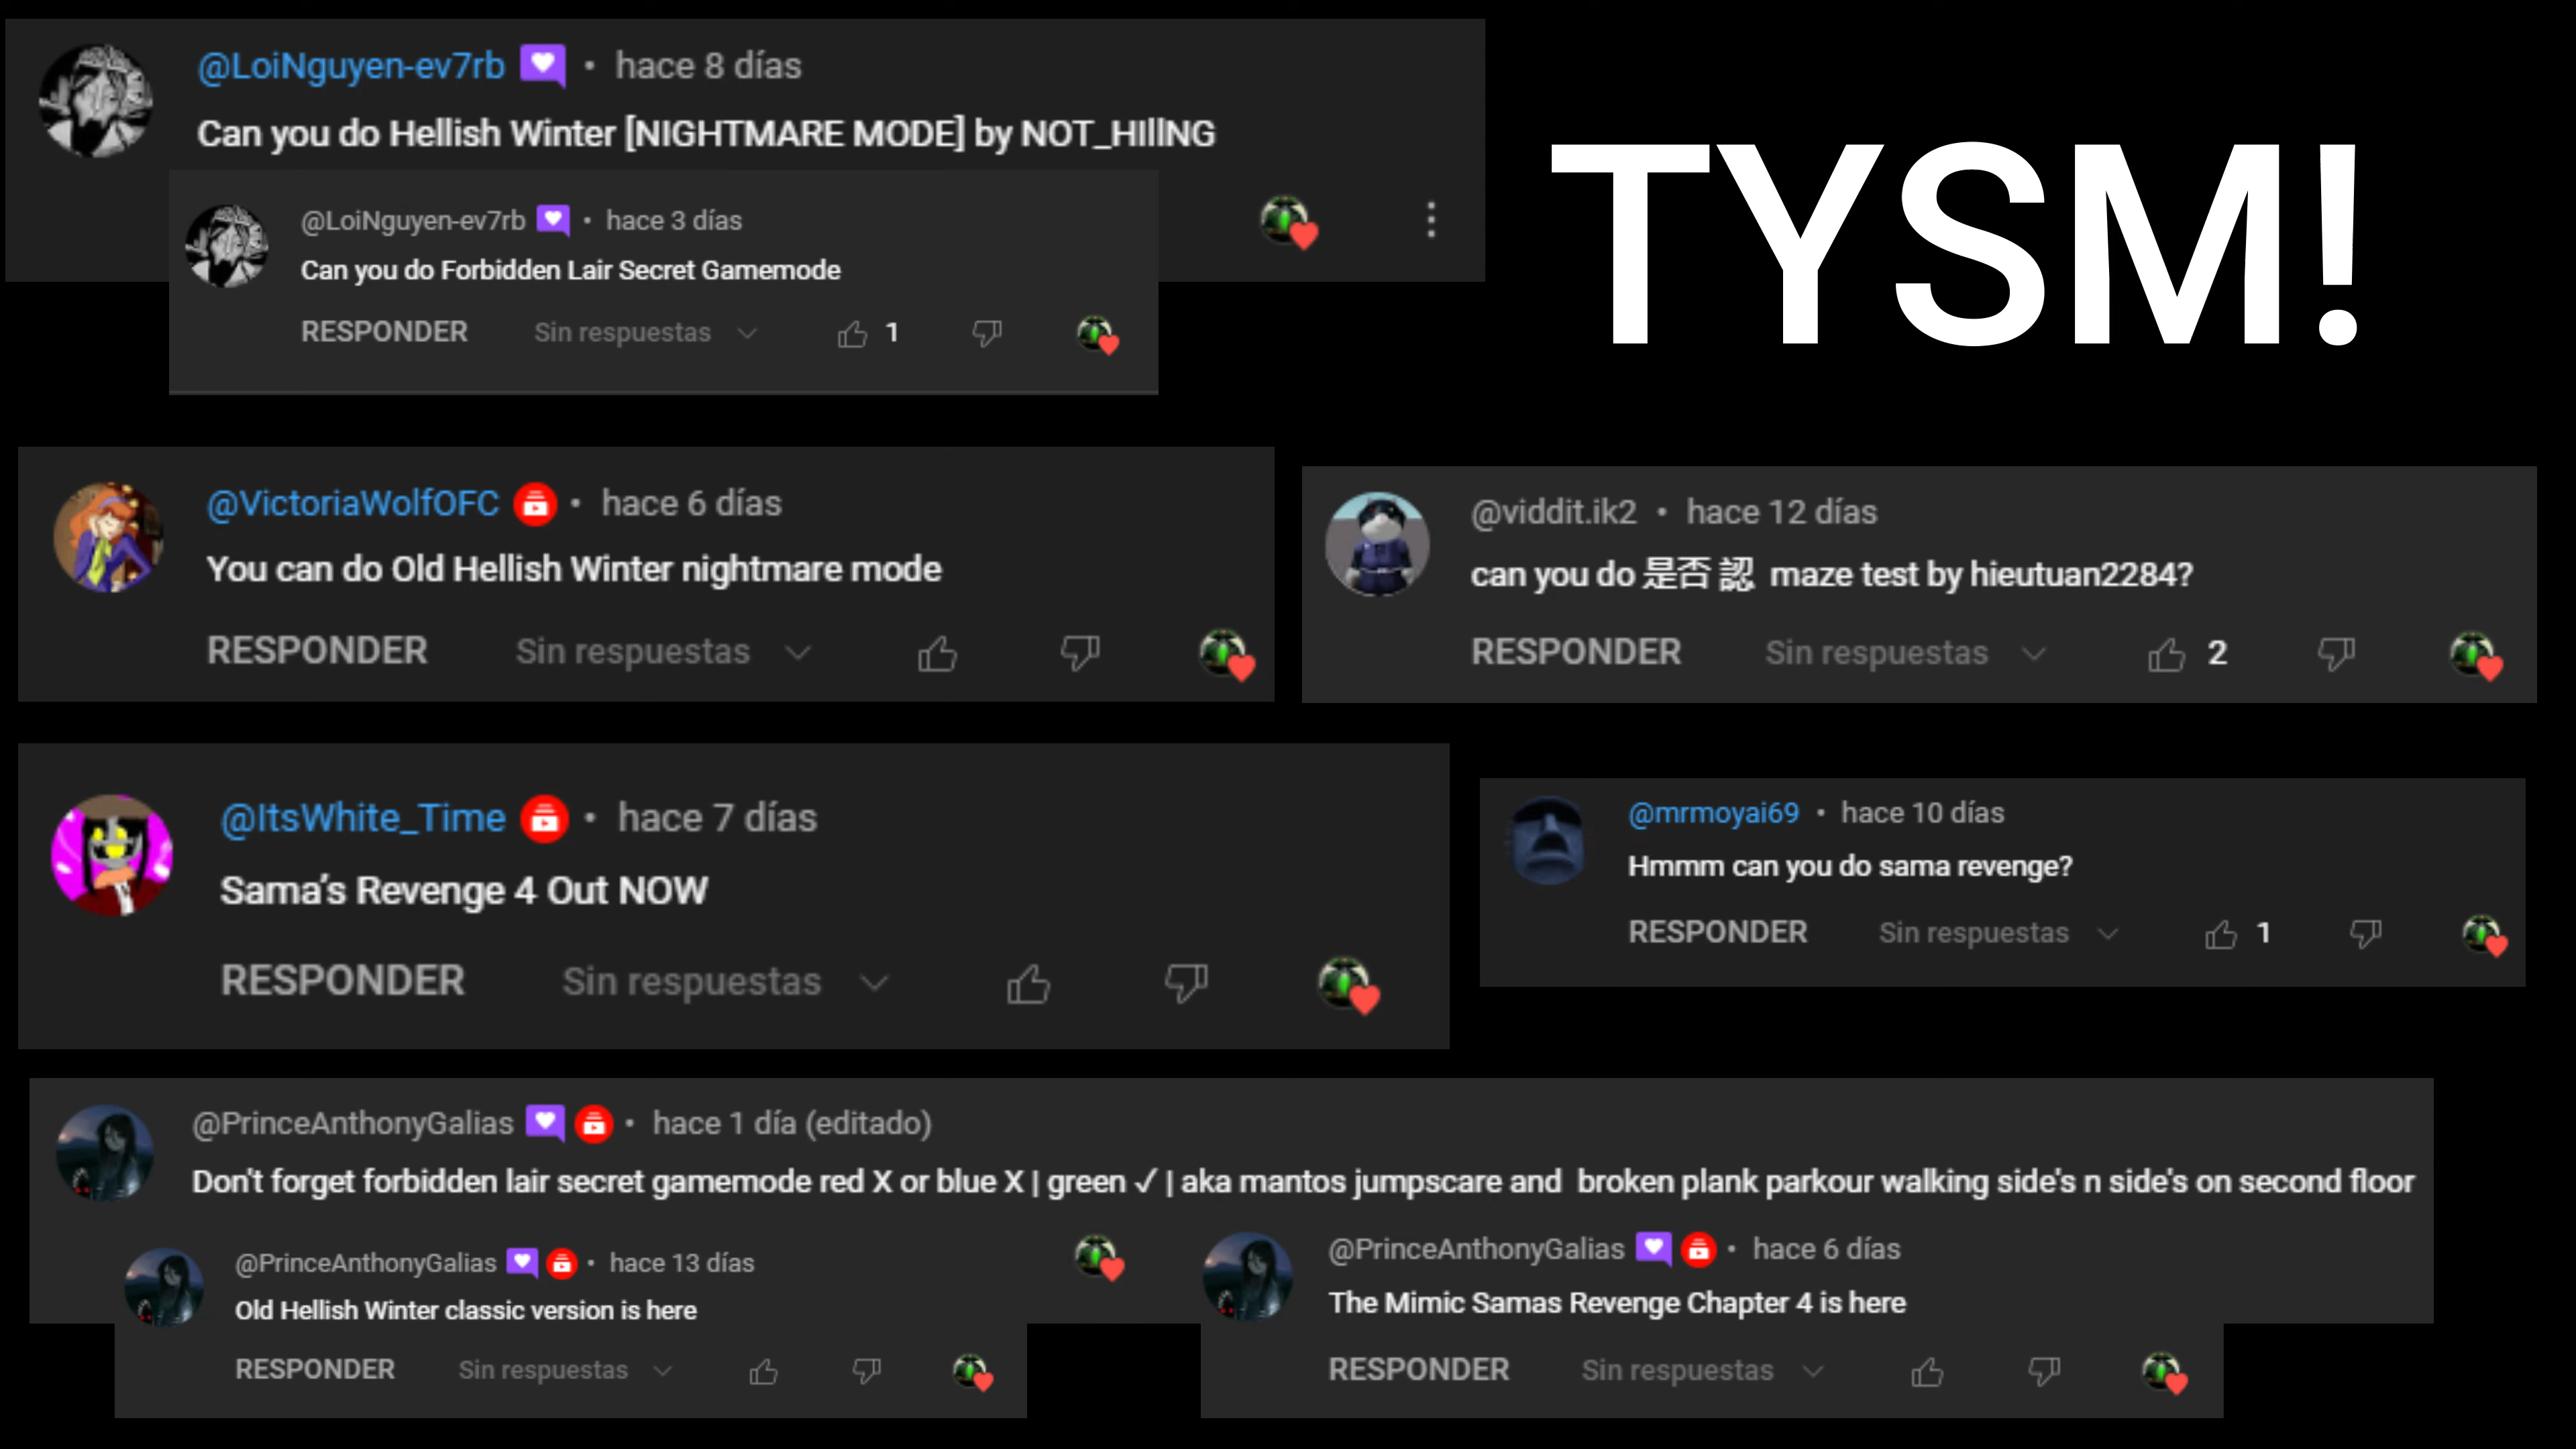 @LoiNguyen-ev7rb • hace 8 días
Can you do Hellish Winter [NIGHTMARE MODE] by NOT_HIllNG
TYSM!
@LoiNguyen-ev7rb • hace 3 días
Can you do Forbidden Lair Secret Gamemode
RESPONDER Sin respuestas 1
@VictoriaWolfOFC • hace 6 días
You can do Old Hellish Winter nightmare mode
RESPONDER Sin respuestas
@viddit.ik2 • hace 12 días
can you do 是否 認 maze test by hieutuan2284?
RESPONDER Sin respuestas 2
@ItsWhite_Time • hace 7 días
Sama's Revenge 4 Out NOW
RESPONDER Sin respuestas
@mrmoyai69 • hace 10 días
Hmmm can you do sama revenge?
RESPONDER Sin respuestas 1
@PrinceAnthonyGalias • hace 1 día (editado)
Don't forget forbidden lair secret gamemode red X or blue X | green ✓ | aka mantos jumpscare and broken plank parkour walking side's n side's on second floor
@PrinceAnthonyGalias • hace 13 días
Old Hellish Winter classic version is here
RESPONDER Sin respuestas
@PrinceAnthonyGalias • hace 6 días
The Mimic Samas Revenge Chapter 4 is here
RESPONDER Sin respuestas